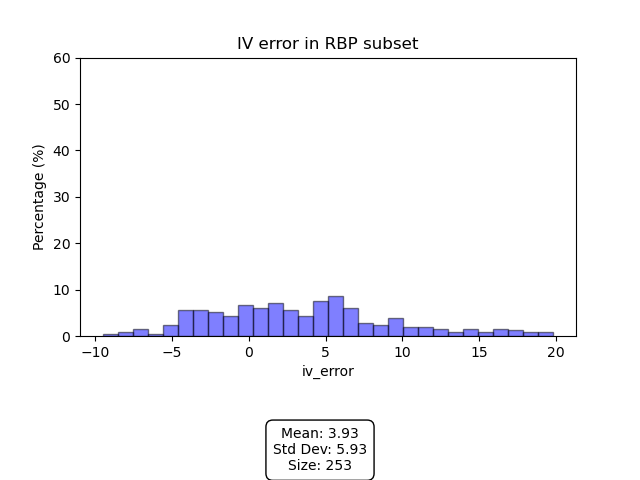 IV error in RBP subset
60
50
40
30
20
10
0
Percentage (%)
−10
−5
0
5
10
15
20
iv_error
Mean: 3.93
Std Dev: 5.93
Size: 253